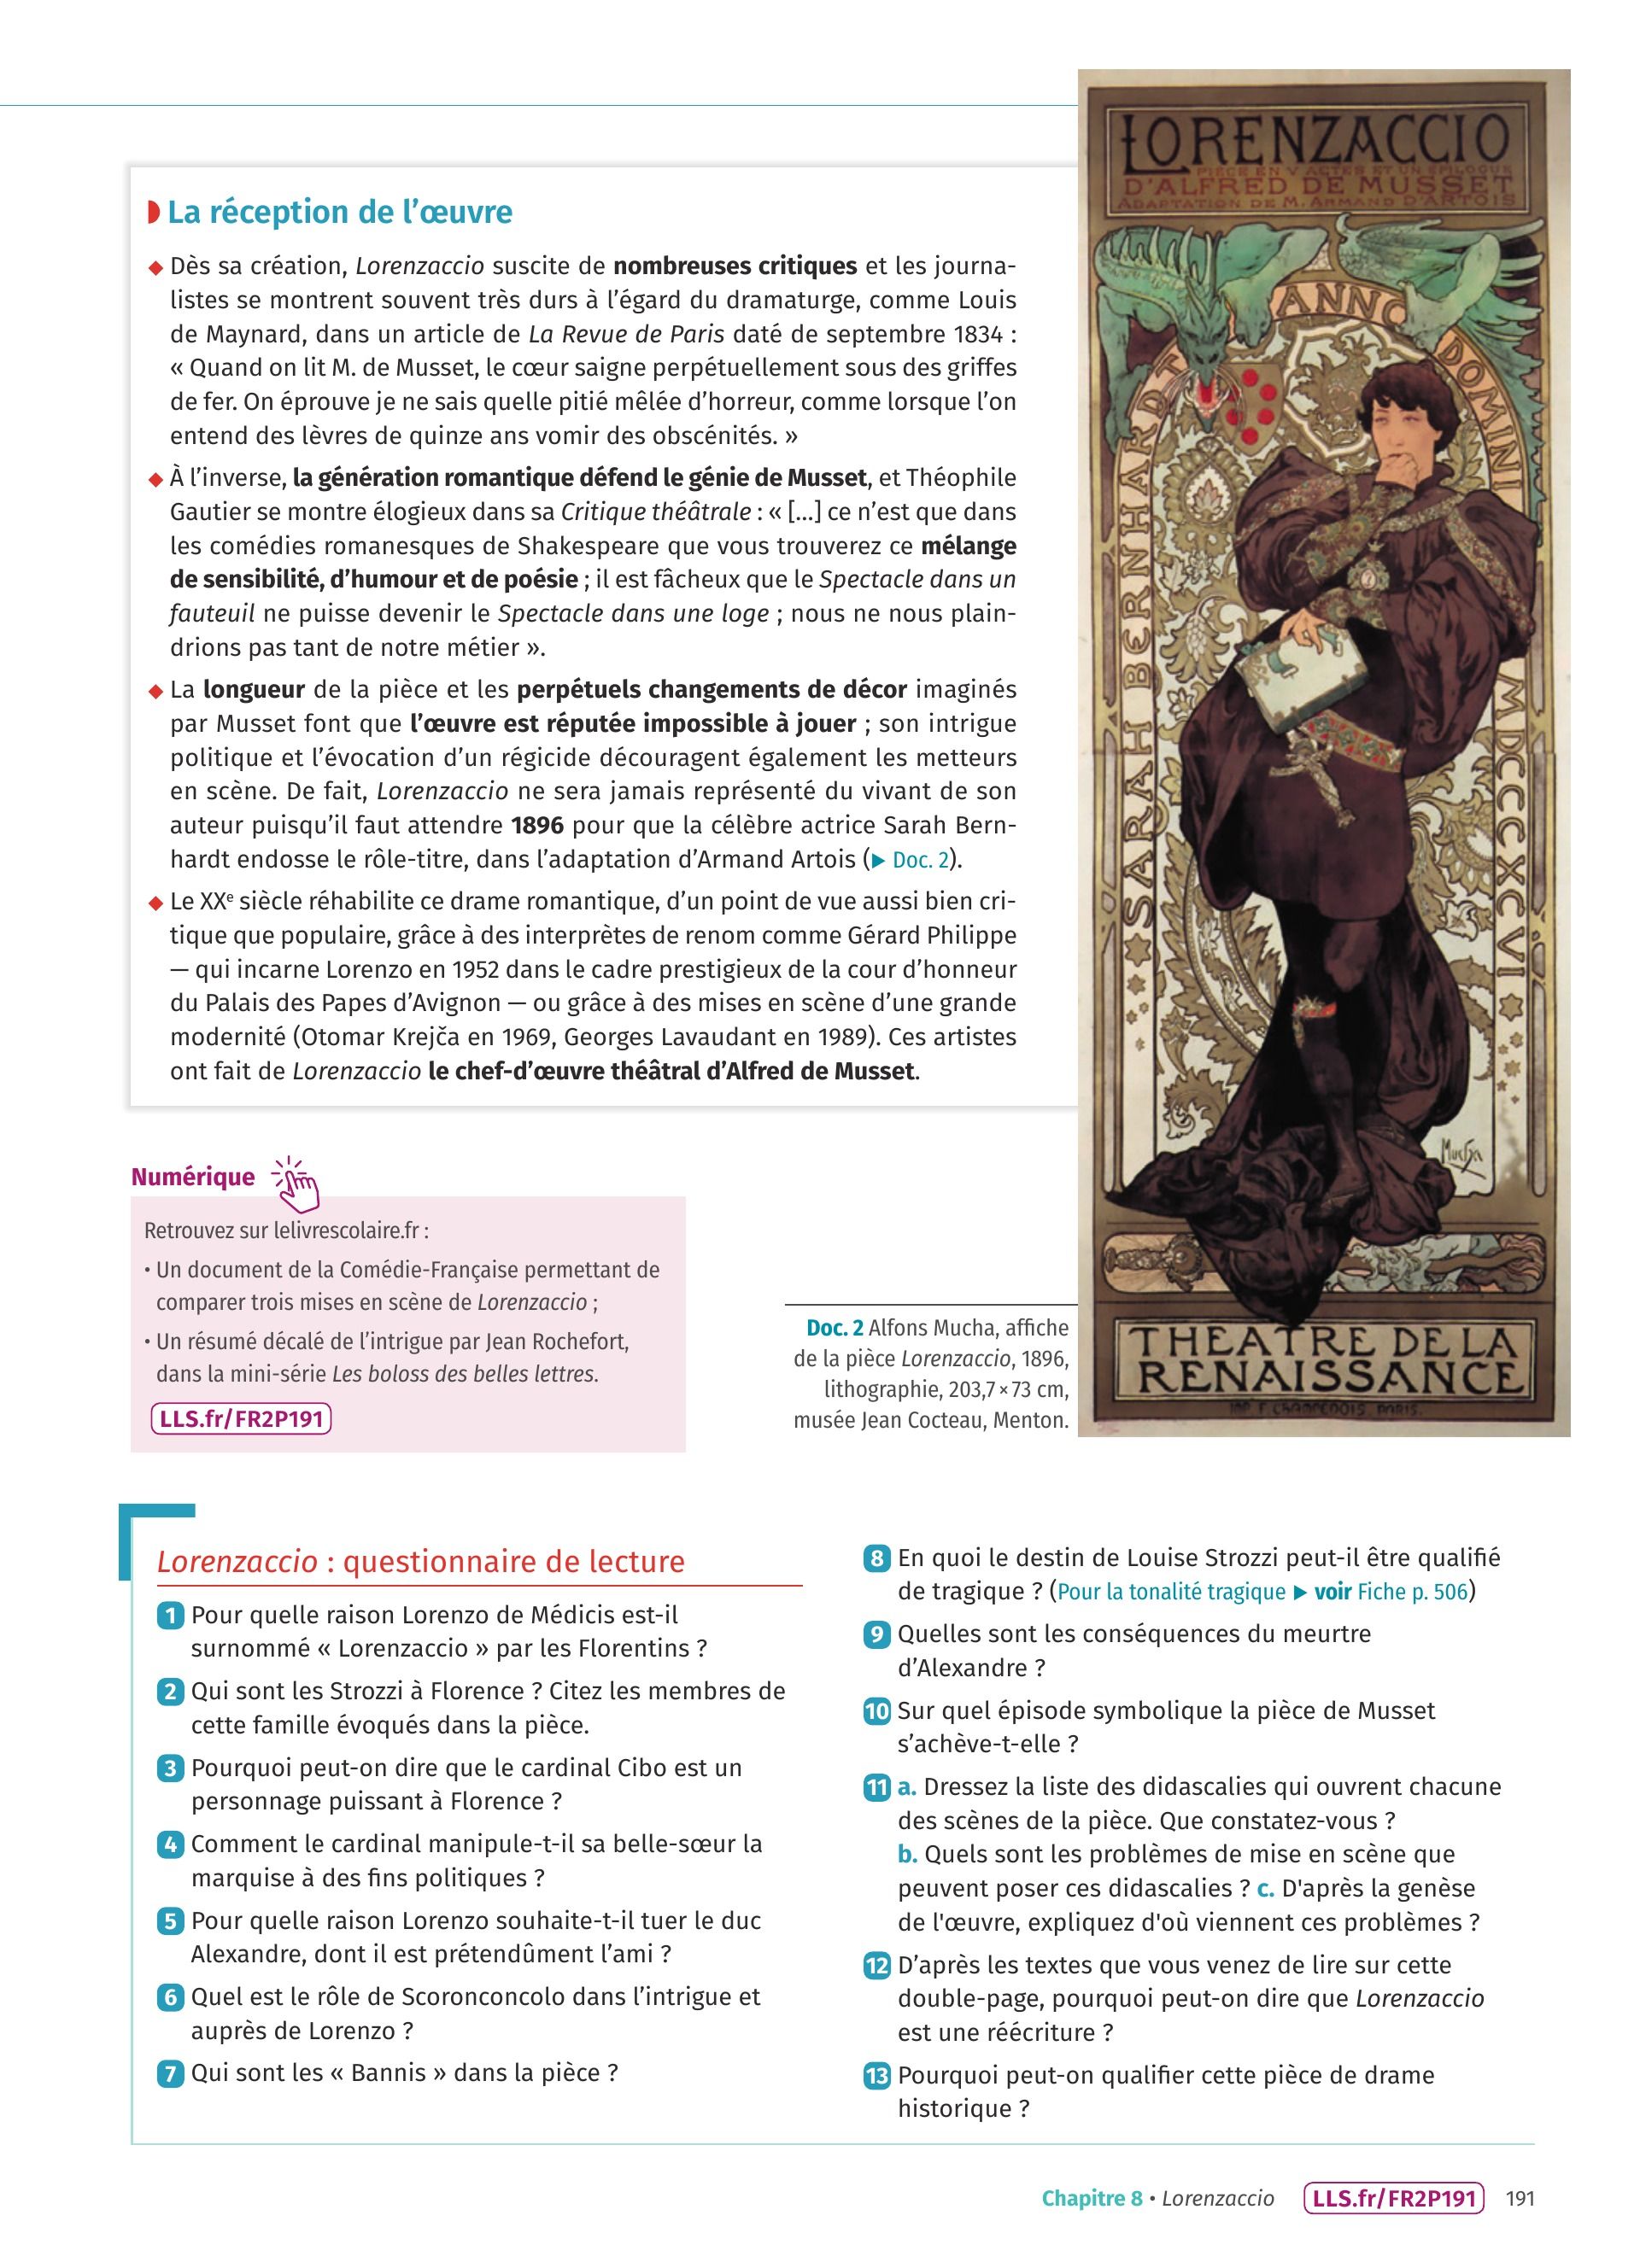 La réception de l’œuvre
◆ Dès sa création, Lorenzaccio suscite de nombreuses critiques et les journa-
listes se montrent souvent très durs à l’égard du dramaturge, comme Louis
de Maynard, dans un article de La Revue de Paris daté de septembre 1834 :
« Quand on lit M. de Musset, le cœur saigne perpétuellement sous des griffes
de fer. On éprouve je ne sais quelle pitié mêlée d’horreur, comme lorsque l’on
entend des lèvres de quinze ans vomir des obscénités. »
◆ À l’inverse, la génération romantique défend le génie de Musset, et Théophile
Gautier se montre élogieux dans sa Critique théâtrale : « [...] ce n’est que dans
les comédies romanesques de Shakespeare que vous trouverez ce mélange
de sensibilité, d’humour et de poésie ; il est fâcheux que le Spectacle dans un
fauteuil ne puisse devenir le Spectacle dans une loge ; nous ne nous plain-
drions pas tant de notre métier ».
◆ La longueur de la pièce et les perpétuels changements de décor imaginés
par Musset font que l’œuvre est réputée impossible à jouer ; son intrigue
politique et l’évocation d’un régicide découragent également les metteurs
en scène. De fait, Lorenzaccio ne sera jamais représenté du vivant de son
auteur puisqu’il faut attendre 1896 pour que la célèbre actrice Sarah Bern-
hardt endosse le rôle-titre, dans l’adaptation d’Armand Artois (▶ Doc. 2).
◆ Le XXe siècle réhabilite ce drame romantique, d’un point de vue aussi bien cri-
tique que populaire, grâce à des interprètes de renom comme Gérard Philippe
— qui incarne Lorenzo en 1952 dans le cadre prestigieux de la cour d’honneur
du Palais des Papes d’Avignon — ou grâce à des mises en scène d’une grande
modernité (Otomar Krejča en 1969, Georges Lavaudant en 1989). Ces artistes
ont fait de Lorenzaccio le chef-d’œuvre théâtral d’Alfred de Musset.
LORENZACCIO
PIÈCE EN V ACTES ET UN ÉPILOGUE
D'ALFRED DE MUSSET
ADAPTATION DE M. ARMAND D'ARTOIS
ANNO
DOMINI
MDCCCXCVI
SARAH BERNHARDT
Mucha
THEATRE DE LA
RENAISSANCE
IMP. F. CHAMPENOIS PARIS.
Numérique
Retrouvez sur lelivrescolaire.fr :
• Un document de la Comédie-Française permettant de
comparer trois mises en scène de Lorenzaccio ;
• Un résumé décalé de l’intrigue par Jean Rochefort,
dans la mini-série Les boloss des belles lettres.
LLS.fr/FR2P191
Doc. 2 Alfons Mucha, affiche
de la pièce Lorenzaccio, 1896,
lithographie, 203,7 × 73 cm,
musée Jean Cocteau, Menton.
Lorenzaccio : questionnaire de lecture
1 Pour quelle raison Lorenzo de Médicis est-il
surnommé « Lorenzaccio » par les Florentins ?
2 Qui sont les Strozzi à Florence ? Citez les membres de
cette famille évoqués dans la pièce.
3 Pourquoi peut-on dire que le cardinal Cibo est un
personnage puissant à Florence ?
4 Comment le cardinal manipule-t-il sa belle-sœur la
marquise à des fins politiques ?
5 Pour quelle raison Lorenzo souhaite-t-il tuer le duc
Alexandre, dont il est prétendûment l’ami ?
6 Quel est le rôle de Scoronconcolo dans l’intrigue et
auprès de Lorenzo ?
7 Qui sont les « Bannis » dans la pièce ?
8 En quoi le destin de Louise Strozzi peut-il être qualifié
de tragique ? (Pour la tonalité tragique ▶ voir Fiche p. 506)
9 Quelles sont les conséquences du meurtre
d’Alexandre ?
10 Sur quel épisode symbolique la pièce de Musset
s’achève-t-elle ?
11 a. Dressez la liste des didascalies qui ouvrent chacune
des scènes de la pièce. Que constatez-vous ?
b. Quels sont les problèmes de mise en scène que
peuvent poser ces didascalies ? c. D'après la genèse
de l'œuvre, expliquez d'où viennent ces problèmes ?
12 D’après les textes que vous venez de lire sur cette
double-page, pourquoi peut-on dire que Lorenzaccio
est une réécriture ?
13 Pourquoi peut-on qualifier cette pièce de drame
historique ?
Chapitre 8 • Lorenzaccio LLS.fr/FR2P191 191